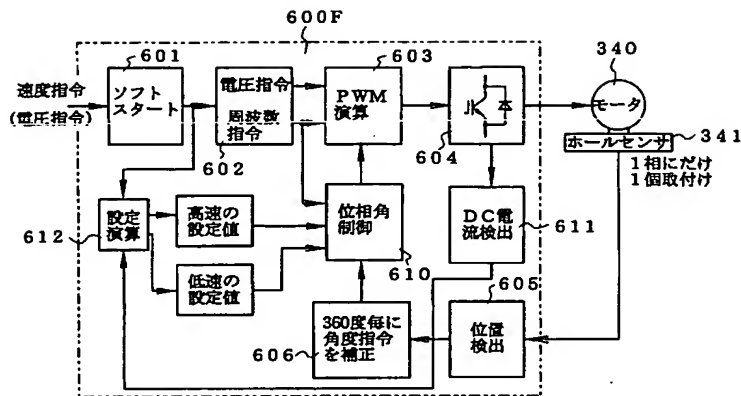 600F
601
603
340
速度指令
(電圧指令)
ソフト
スタート
電圧指令
周波数
指令
602
PWM
演算
604
モータ
ホールセンサ
341
1相にだけ
1個取付け
設定
演算
612
高速の
設定値
低速の
設定値
位相角
制御
610
DC電
流検出
611
605
360度毎に
角度指令
を補正
606
位置
検出